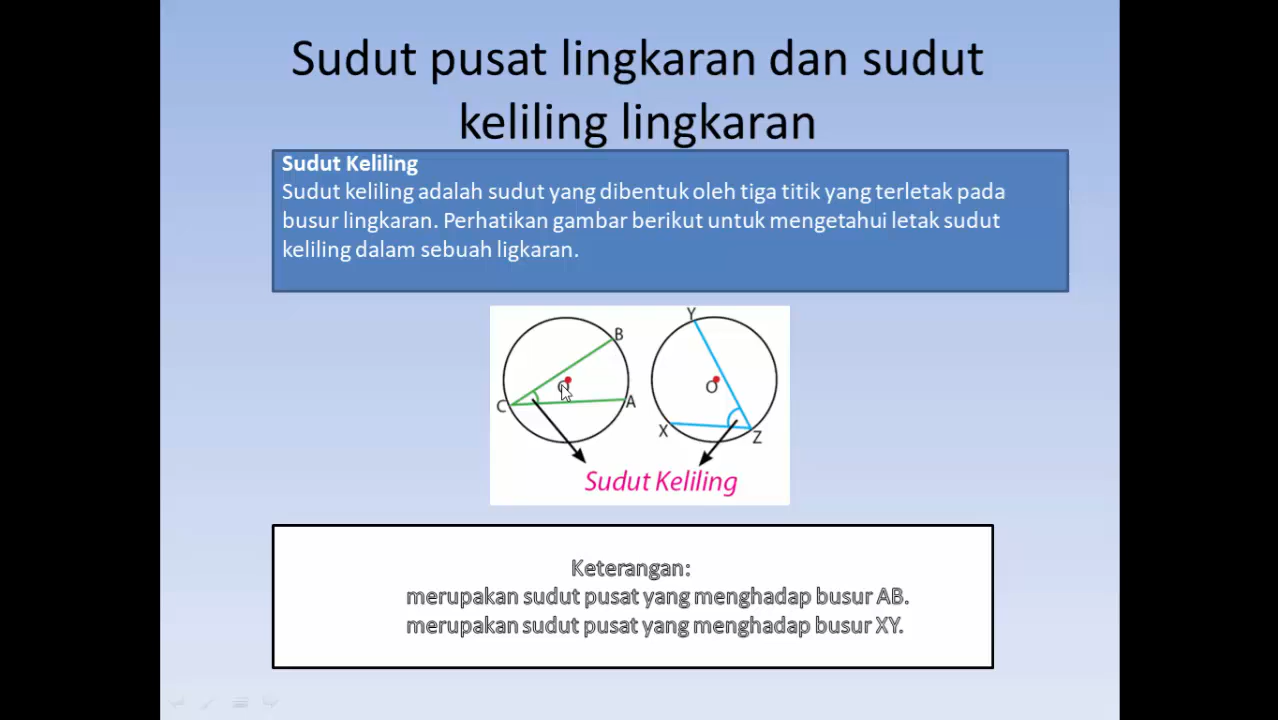 Sudut pusat lingkaran dan sudut
keliling lingkaran
Sudut Keliling
Sudut keliling adalah sudut yang dibentuk oleh tiga titik yang terletak pada
busur lingkaran. Perhatikan gambar berikut untuk mengetahui letak sudut
keliling dalam sebuah ligkaran.
B
C
A
Y
O
X
Z
Sudut Keliling
Keterangan:
merupakan sudut pusat yang menghadap busur AB.
merupakan sudut pusat yang menghadap busur XY.